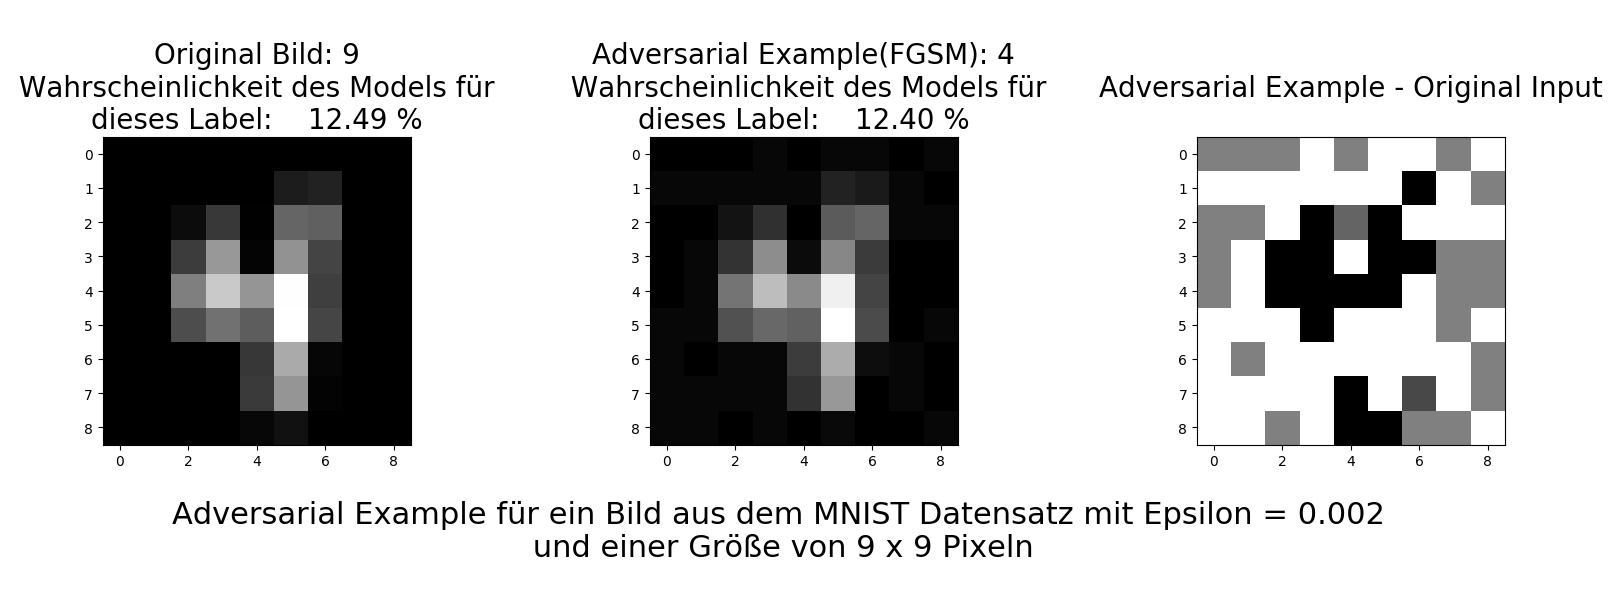 Original Bild: 9
Wahrscheinlichkeit des Models für
dieses Label: 12.49 %
0
1
2
3
4
5
6
7
8
0 2 4 6 8
Adversarial Example(FGSM): 4
Wahrscheinlichkeit des Models für
dieses Label: 12.40 %
0
1
2
3
4
5
6
7
8
0 2 4 6 8
Adversarial Example - Original Input
0
1
2
3
4
5
6
7
8
0 2 4 6 8
Adversarial Example für ein Bild aus dem MNIST Datensatz mit Epsilon = 0.002
und einer Größe von 9 x 9 Pixeln